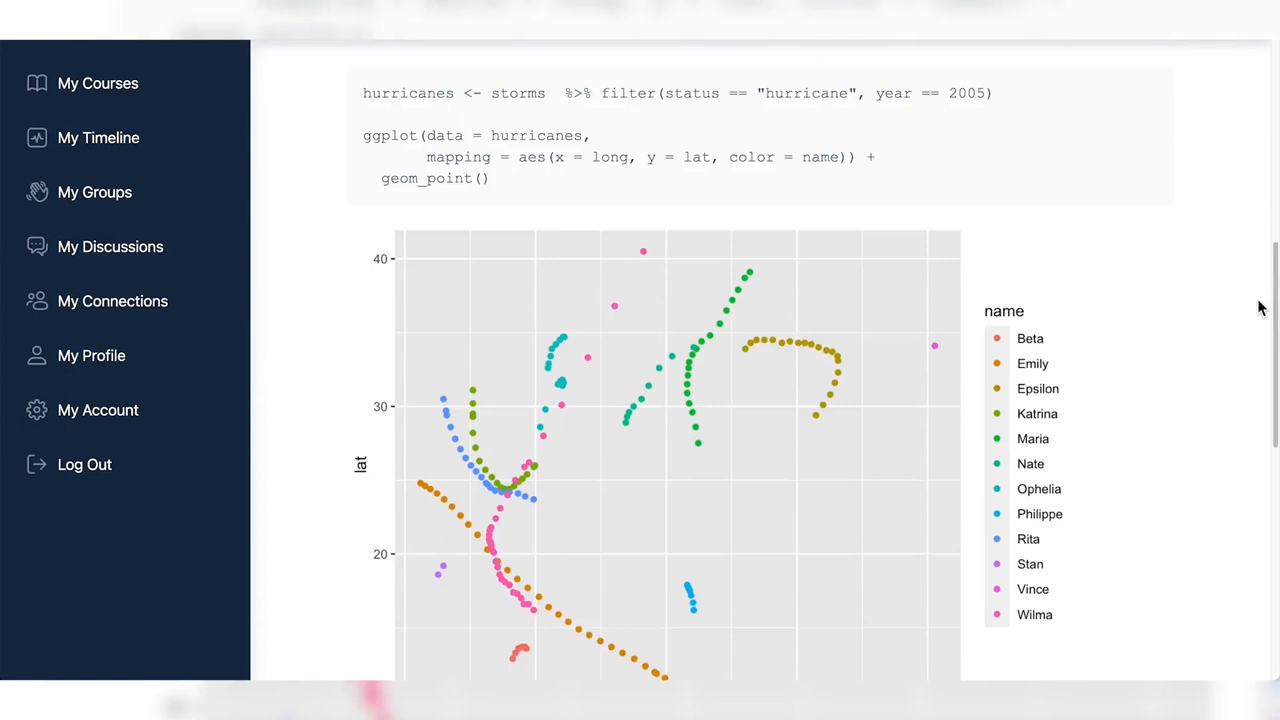 My Courses
My Timeline
My Groups
My Discussions
My Connections
My Profile
My Account
Log Out
hurricanes <- storms  %>% filter(status == "hurricane", year == 2005)
ggplot(data = hurricanes,
mapping = aes(x = long, y = lat, color = name)) +
geom_point()
40
30
20
lat
name
Beta
Emily
Epsilon
Katrina
Maria
Nate
Ophelia
Philippe
Rita
Stan
Vince
Wilma